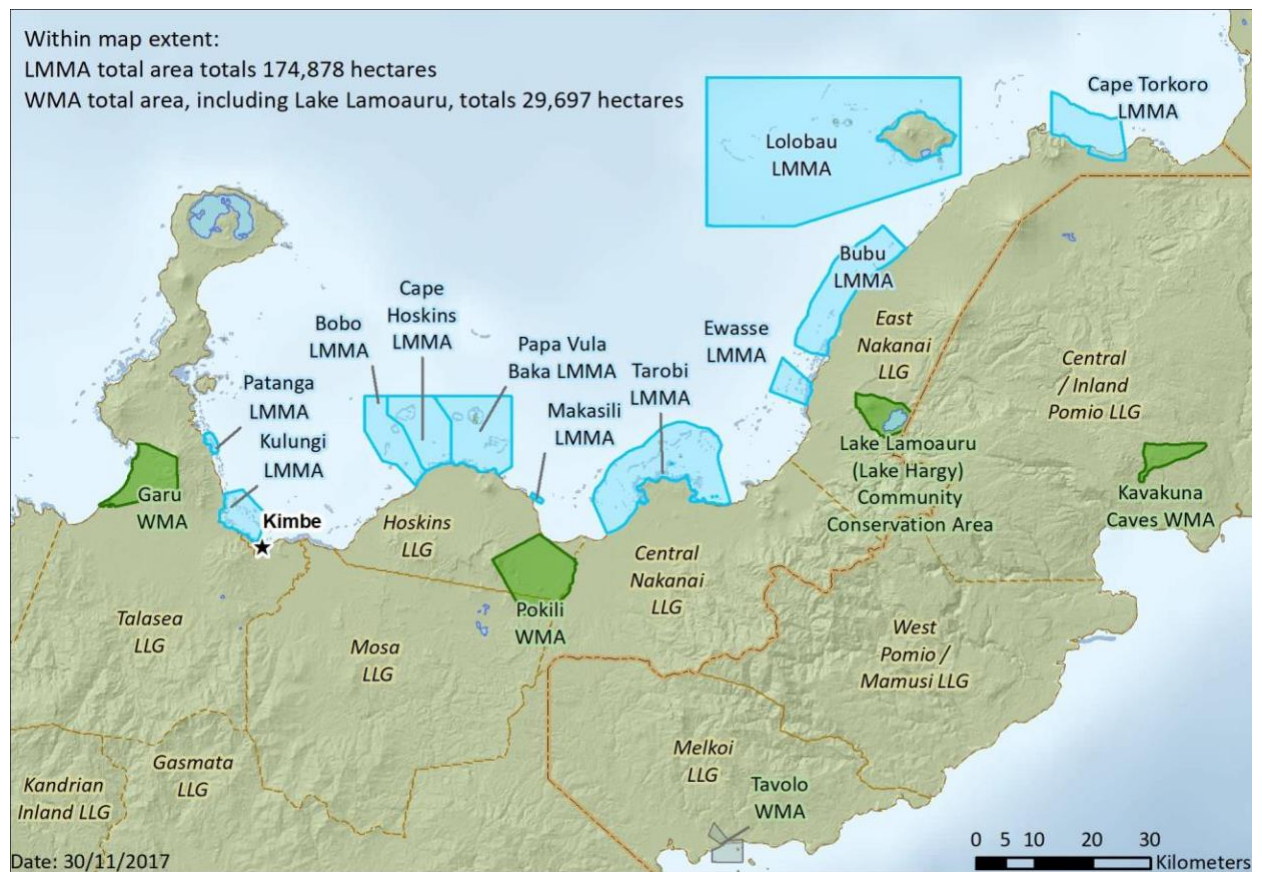 Within map extent:
LMMA total area totals 174,878 hectares
WMA total area, including Lake Lamoauru, totals 29,697 hectares
Cape Torkoro
LMMA
Lolobau
LMMA
Bubu
LMMA
Cape
Hoskins
LMMA
Bobo
LMMA
Papa Vula
Baka LMMA
Ewasse
LMMA
East
Nakanai
LLG
Central
/ Inland
Pomio LLG
Patanga
LMMA
Tarobi
LMMA
Makasili
LMMA
Kulungi
LMMA
Lake Lamoauru
(Lake Hargy)
Community
Conservation Area
Garu
WMA
Kavakuna
Caves WMA
Kimbe
Hoskins
LLG
Central
Nakanai
LLG
Talasea
LLG
Pokili
WMA
Mosa
LLG
West
Pomio /
Mamusi LLG
Melkoi
LLG
Gasmata
LLG
Kandrian
Inland LLG
Tavolo
WMA
0 5 10 20 30
Kilometers
Date: 30/11/2017